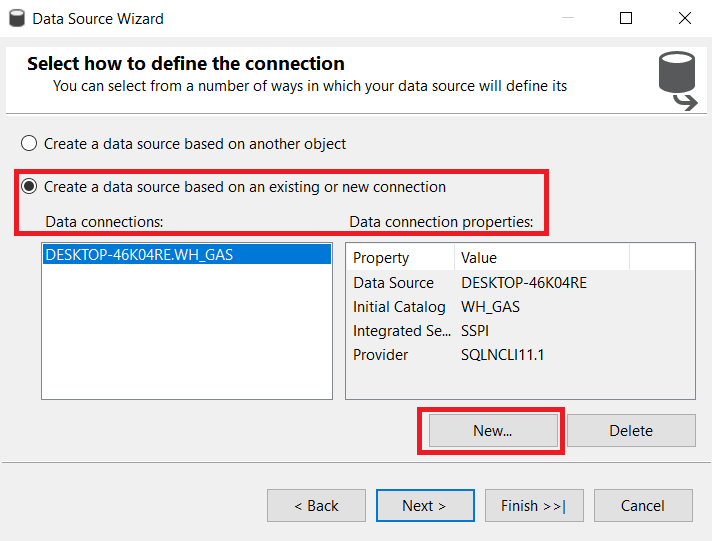 Data Source Wizard
Select how to define the connection
You can select from a number of ways in which your data source will define its
Create a data source based on another object
Create a data source based on an existing or new connection
Data connections:
DESKTOP-46K04RE.WH_GAS
Data connection properties:
Property Value
Data Source DESKTOP-46K04RE
Initial Catalog WH_GAS
Integrated Se... SSPI
Provider SQLNCLI11.1
New... Delete
< Back Next > Finish >>| Cancel